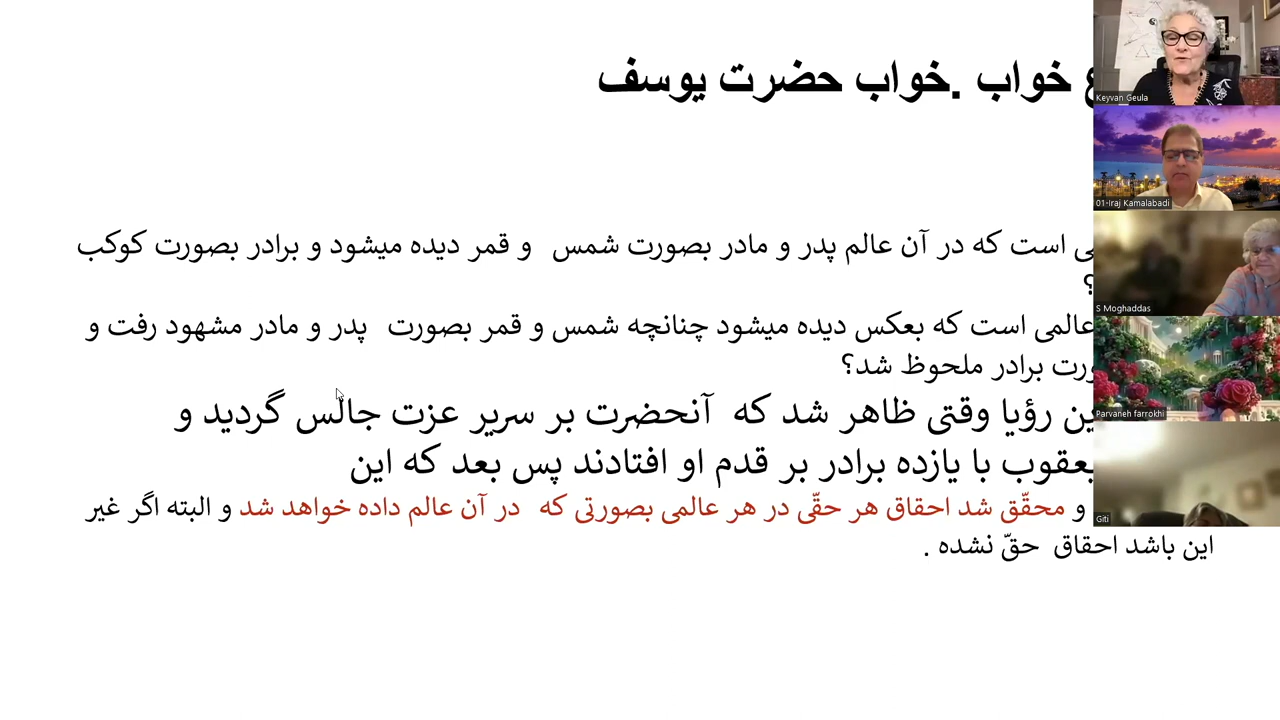 خواب .خواب حضرت یوسف
است که در آن عالم پدر و مادر بصورت شمس و قمر دیده میشود و برادر بصورت کوکب
؟
عالمی است که بعکس دیده میشود چنانچه شمس و قمر بصورت پدر و مادر مشهود رفت و
برادر ملحوظ شد؟
رؤیا وقتی ظاهر شد که آنحضرت بر سریر عزت جالس گردید و
یعقوب با یازده برادر بر قدم او افتادند پس بعد که این
و محقّق شد احقاق هر حقّی در هر عالمی بصورتی که در آن عالم داده خواهد شد و البته اگر غیر
این باشد احقاق حقّ نشده .
Keyvan Geula
01-Iraj Kamalabadi
S Moghaddas
Parvaneh farrokhi
Giti